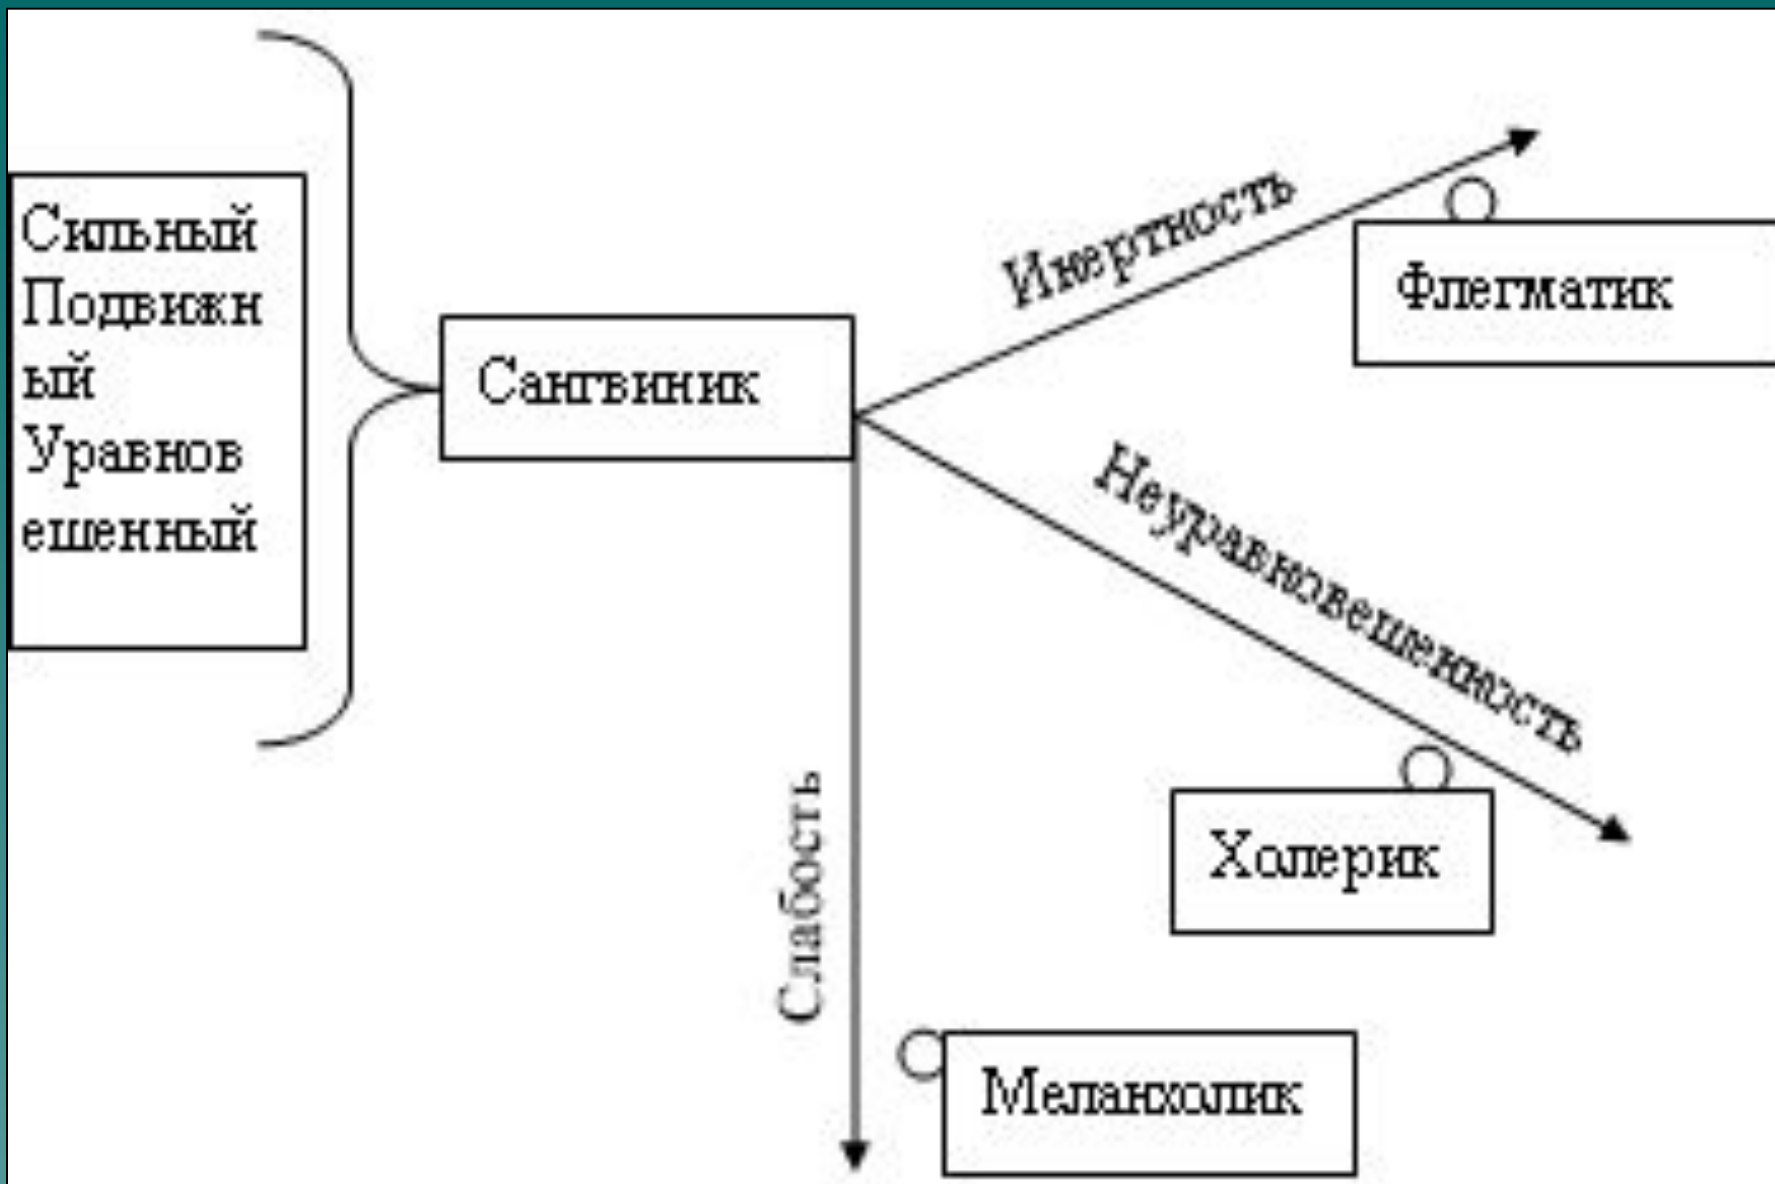 Сильный
Подвижн
ый
Уравнов
ешенный
Сангвиник
Инертность
Флегматик
Неуравновешенность
Холерик
Слабость
Меланхолик